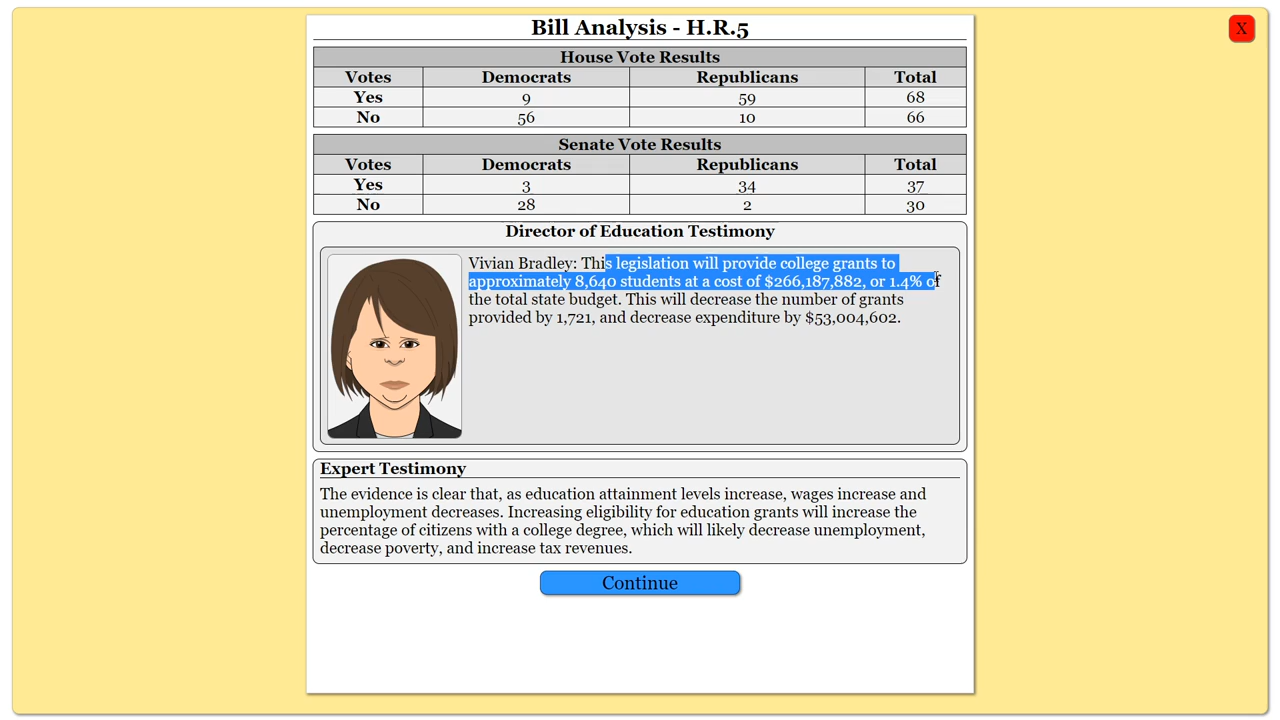 Bill Analysis - H.R.5
X
House Vote Results
Votes Democrats Republicans Total
Yes 9 59 68
No 56 10 66
Senate Vote Results
Votes Democrats Republicans Total
Yes 3 34 37
No 28 2 30
Director of Education Testimony
Vivian Bradley: This legislation will provide college grants to
approximately 8,640 students at a cost of $266,187,882, or 1.4% of
the total state budget. This will decrease the number of grants
provided by 1,721, and decrease expenditure by $53,004,602.
Expert Testimony
The evidence is clear that, as education attainment levels increase, wages increase and
unemployment decreases. Increasing eligibility for education grants will increase the
percentage of citizens with a college degree, which will likely decrease unemployment,
decrease poverty, and increase tax revenues.
Continue